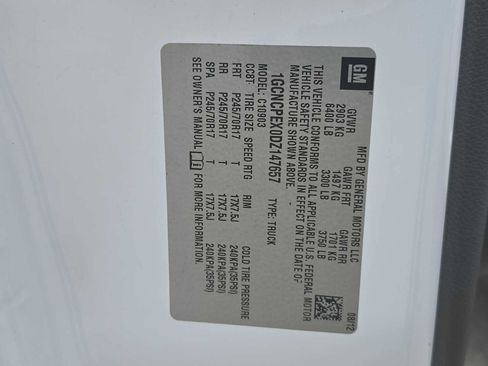 GM
MFD BY GENERAL MOTORS LLC
08/12
GVWR GAWR FRT GAWR RR
2903 KG 1497 KG 1701 KG
6400 LB 3300 LB 3750 LB
THIS VEHICLE CONFORMS TO ALL APPLICABLE U.S. FEDERAL MOTOR
VEHICLE SAFETY STANDARDS IN EFFECT ON THE DATE OF
MANUFACTURE SHOWN ABOVE.
1GCNCPEX0DZ147657 TYPE: TRUCK
MODEL: C10903
CC8T: TIRE SIZE SPEED RTG RIM COLD TIRE PRESSURE
FRT P245/70R17 T 17X7.5J 240KPA(35PSI)
RR P245/70R17 T 17X7.5J 240KPA(35PSI)
SPA P245/70R17 T 17X7.5J 240KPA(35PSI)
SEE OWNER'S MANUAL FOR MORE INFORMATION.